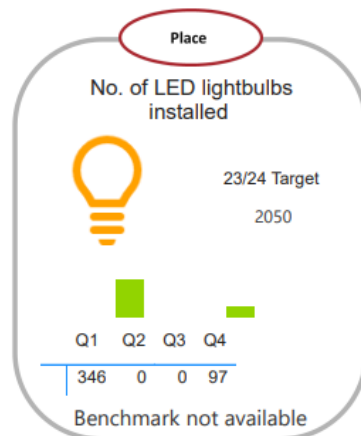 Place
No. of LED lightbulbs
installed
23/24 Target
2050
Q1 Q2 Q3 Q4
346 0 0 97
Benchmark not available